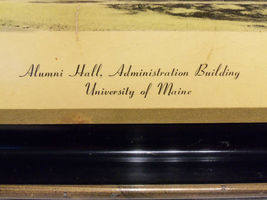 Alumni Hall, Administration Building
University of Maine